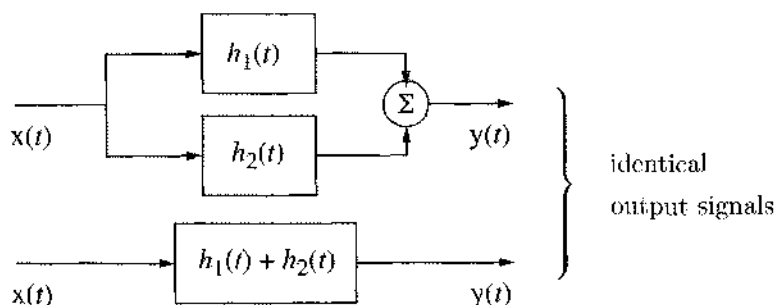 h₁(t)
Σ
x(t)
y(t)
h₂(t)
identical
output signals
h₁(t) + h₂(t)
x(t)
y(t)